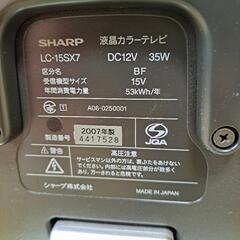 SHARP 液晶カラーテレビ
LC-15SX7 DC12V 35W
区分名 BF
受信機型サイズ 15V
年間消費電力量 53kWh/年
A06-0250001
製造番号 2007年製
4417528
JQA
高圧注意
サービスマン以外の方は、裏ぶたをあけないで
ください。内部には高電圧部分が数多く
あり、危険です。
シャープ株式会社 MADE IN JAPAN